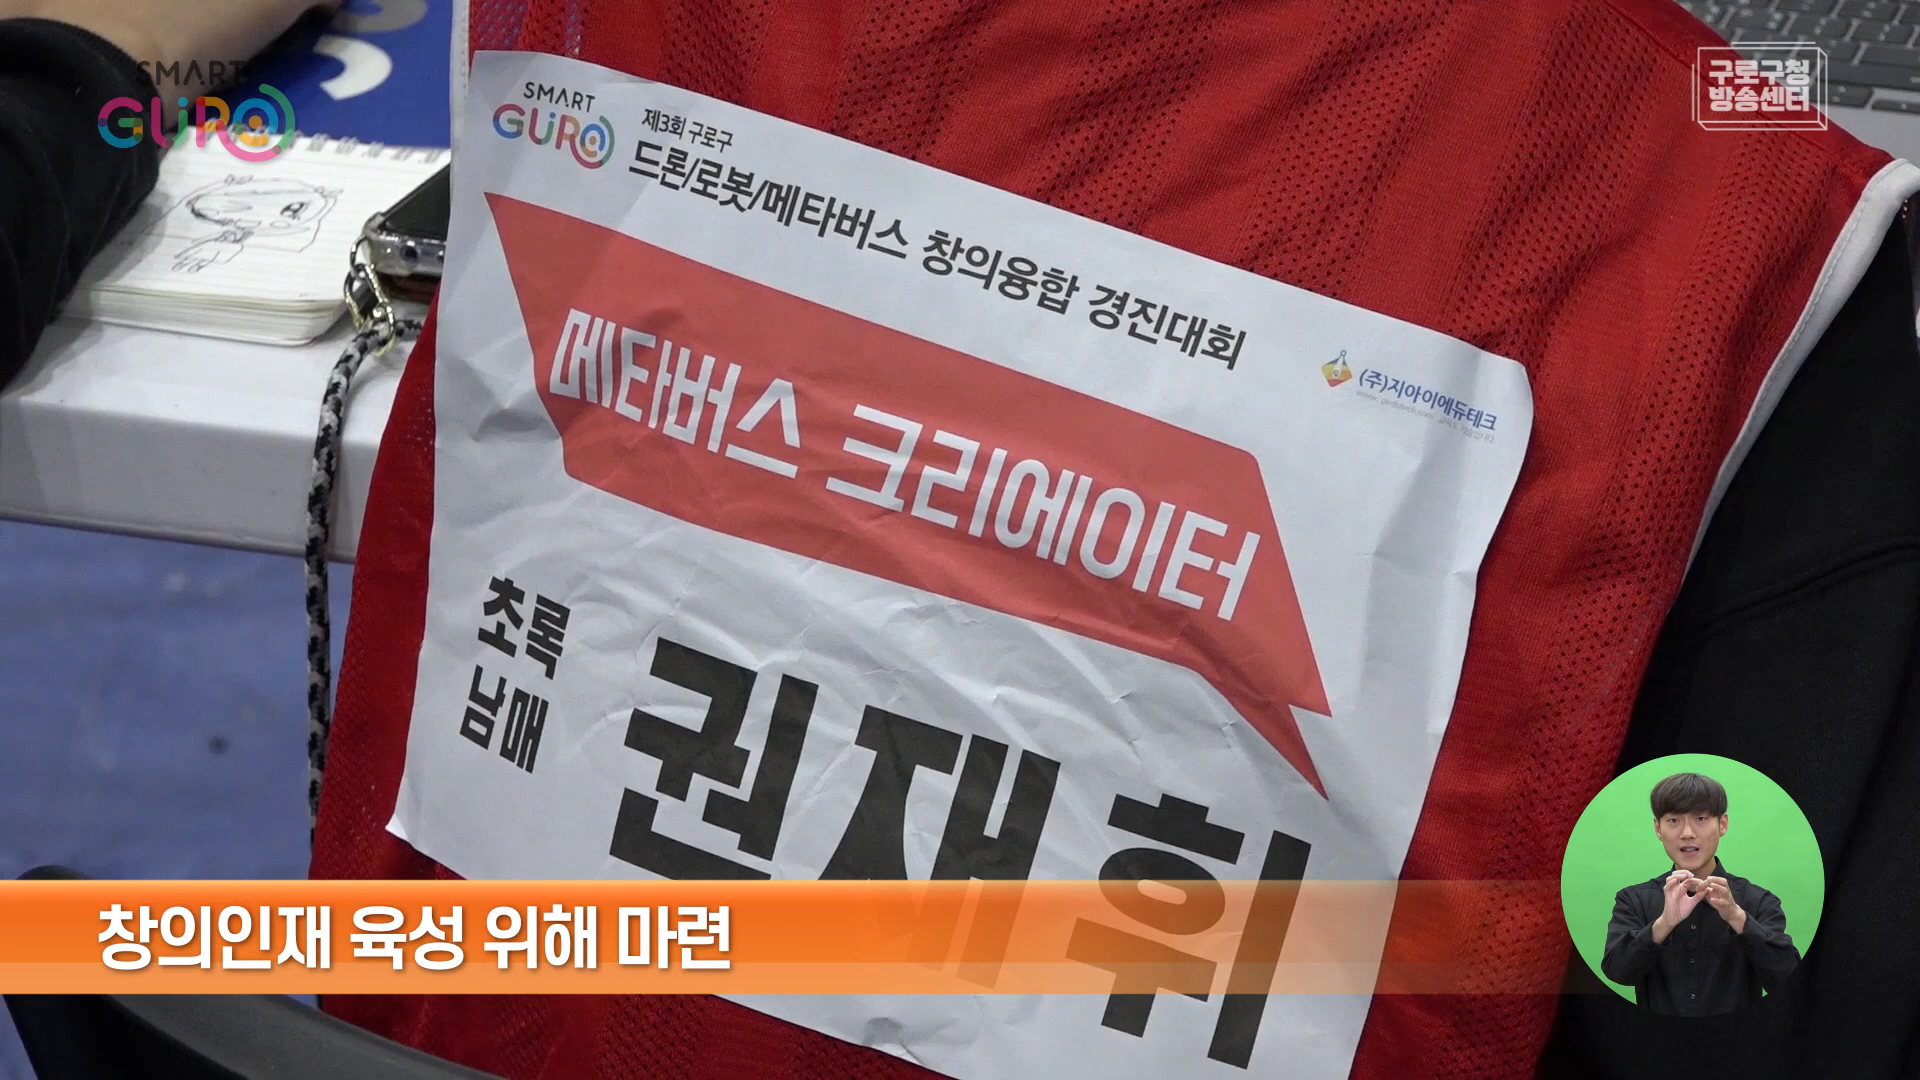 SMART
GURO
구로구청
방송센터
SMART
GURO
제3회 구로구
드론/로봇/메타버스 창의융합 경진대회
(주)지아이에듀테크
메타버스 크리에이터
초록
남매
권재휘
창의인재 육성 위해 마련